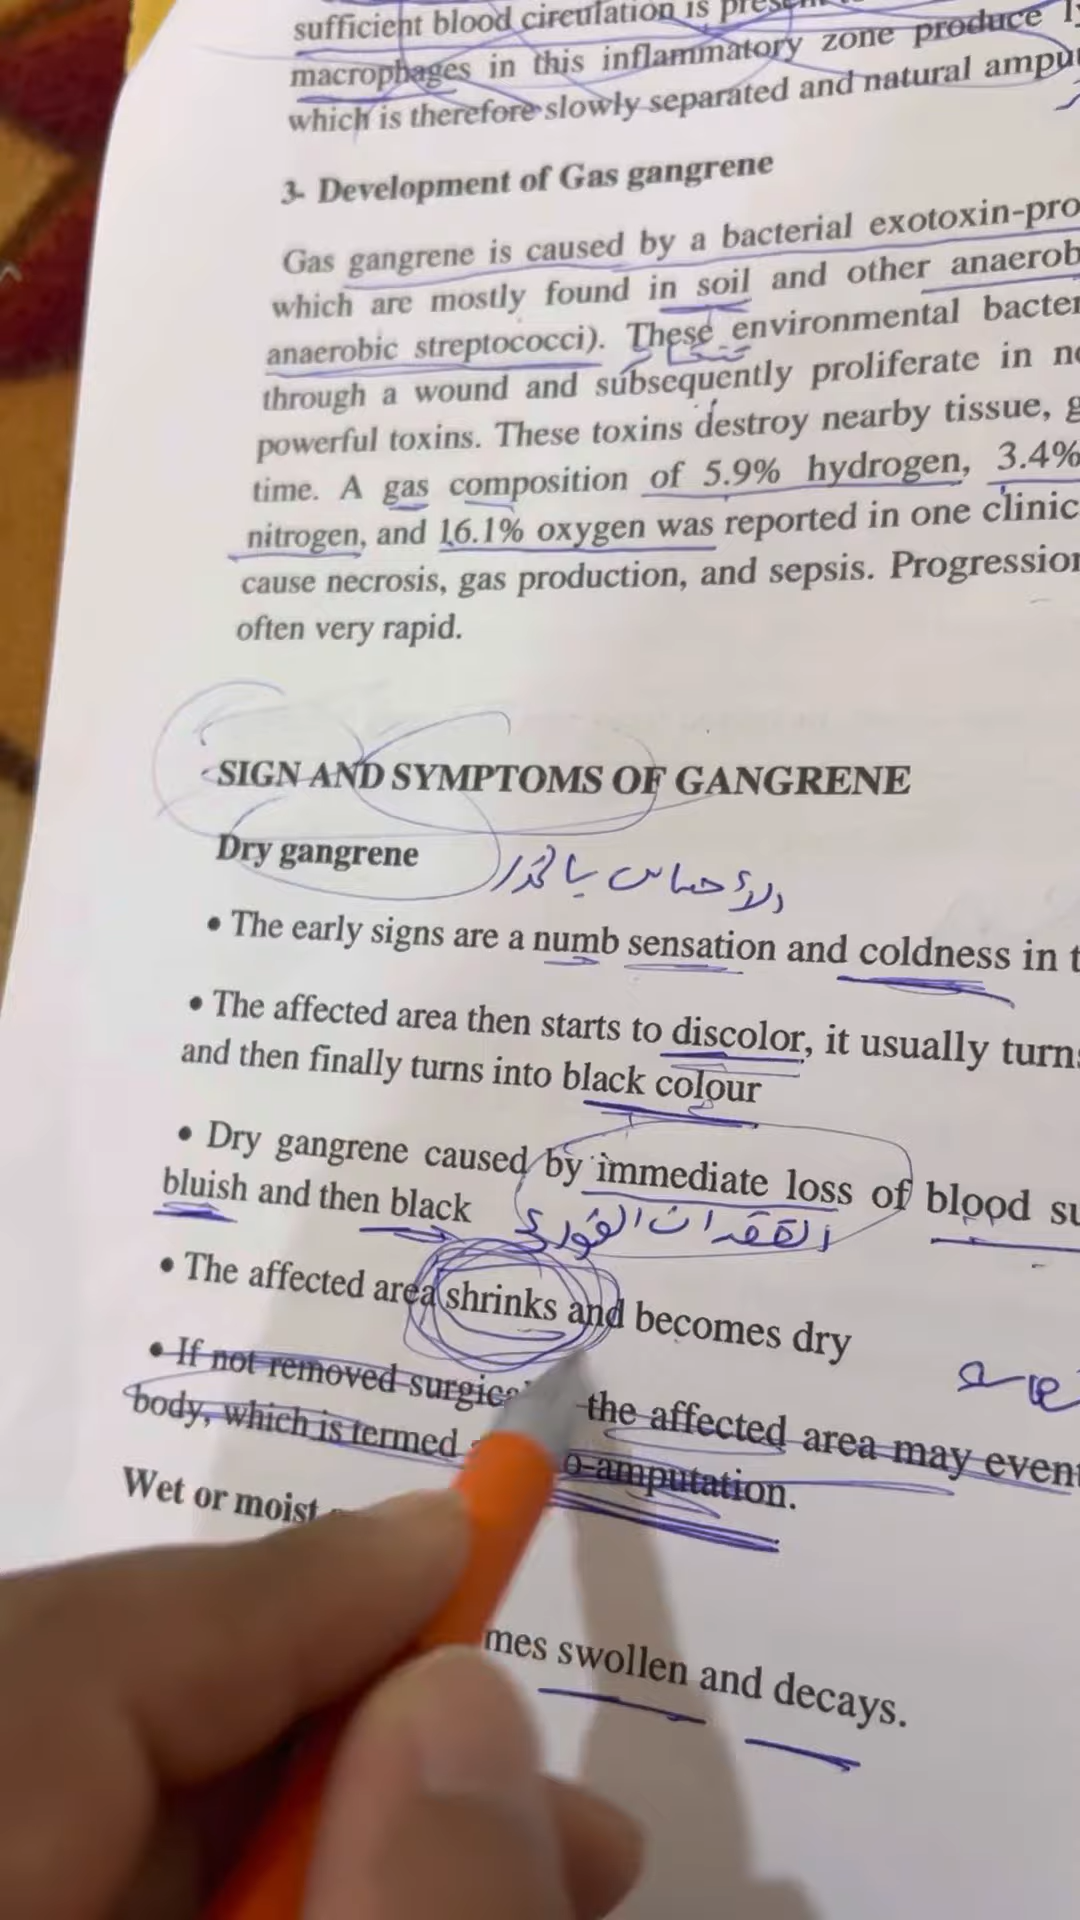 sufficient blood circulation is
macrophages in this inflammatory zone produce
which is therefore slowly separated and natural
3- Development of Gas gangrene
Gas gangrene is caused by a bacterial exotoxin-pro
which are mostly found in soil and other anaerob
anaerobic streptococci). These environmental bacter
through a wound and subsequently proliferate in
powerful toxins. These toxins destroy nearby tissue, g
time. A gas composition of 5.9% hydrogen, 3.4%
nitrogen, and 16.1% oxygen was reported in one clinic
cause necrosis, gas production, and sepsis. Progression
often very rapid.
SIGN AND SYMPTOMS OF GANGRENE
Dry gangrene
الأحساس بالخدر
• The early signs are a numb sensation and coldness in t
• The affected area then starts to discolor, it usually turns
and then finally turns into black colour
• Dry gangrene caused by immediate loss of blood su
bluish and then black
الفقدان الفوري
• The affected area shrinks and becomes dry
• If not removed the affected area may even
body, which is termed o-amputation.
Wet or moist
mes swollen and decays.